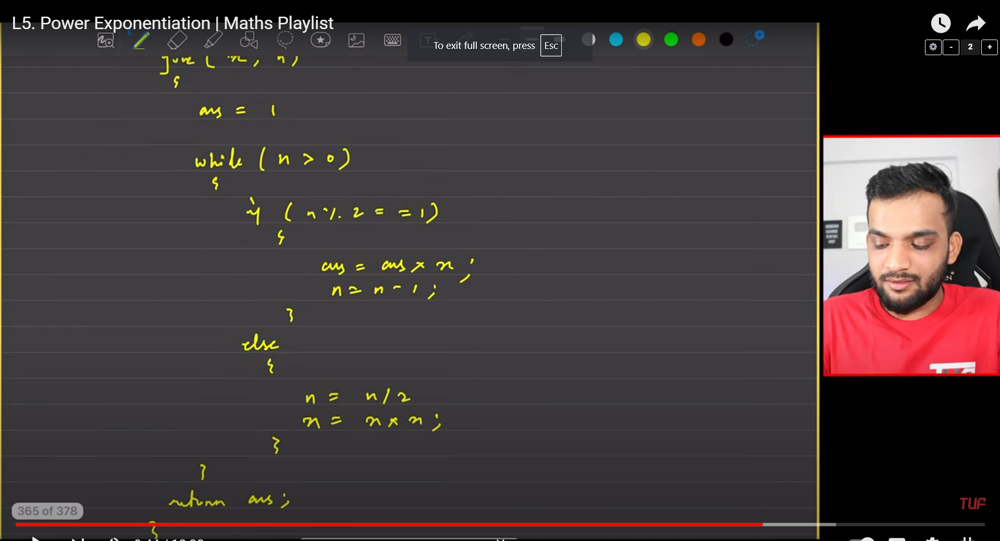 L5. Power Exponentiation | Maths Playlist
To exit full screen, press Esc
- 2 +
func ( x, n )
{
ans = 1
while ( n > 0 )
{
if ( n % 2 = = 1 )
{
ans = ans × x ;
n = n - 1 ;
}
else
{
n = n / 2
x = x × x ;
}
}
return ans ;
}
365 of 378
TUF